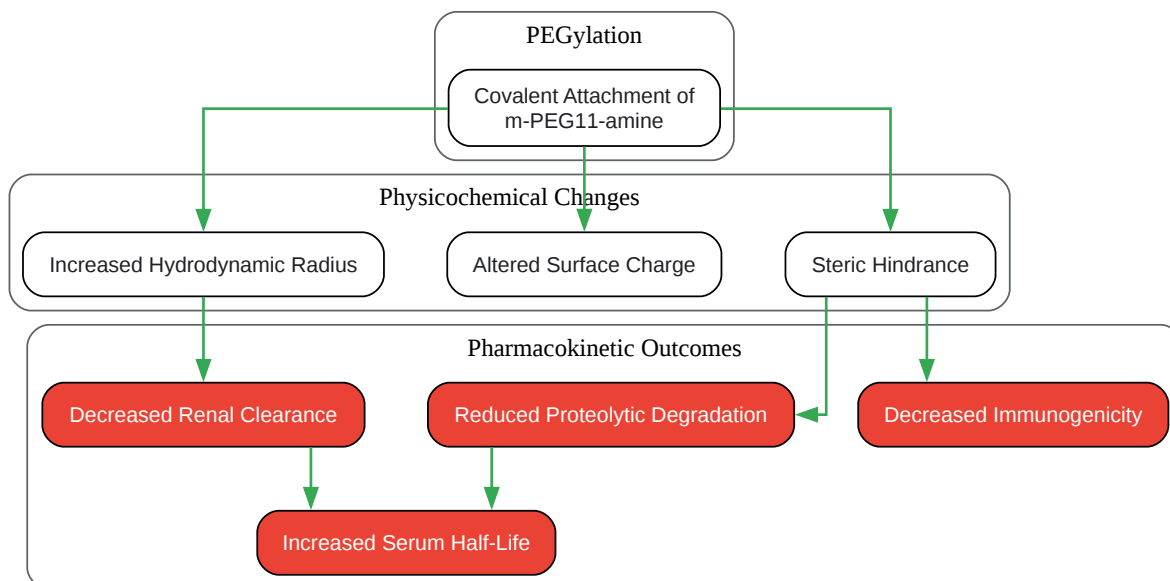 PEGylation
Covalent Attachment of
m-PEG11-amine
Physicochemical Changes
Increased Hydrodynamic Radius
Altered Surface Charge
Steric Hindrance
Pharmacokinetic Outcomes
Decreased Renal Clearance
Reduced Proteolytic Degradation
Decreased Immunogenicity
Increased Serum Half-Life